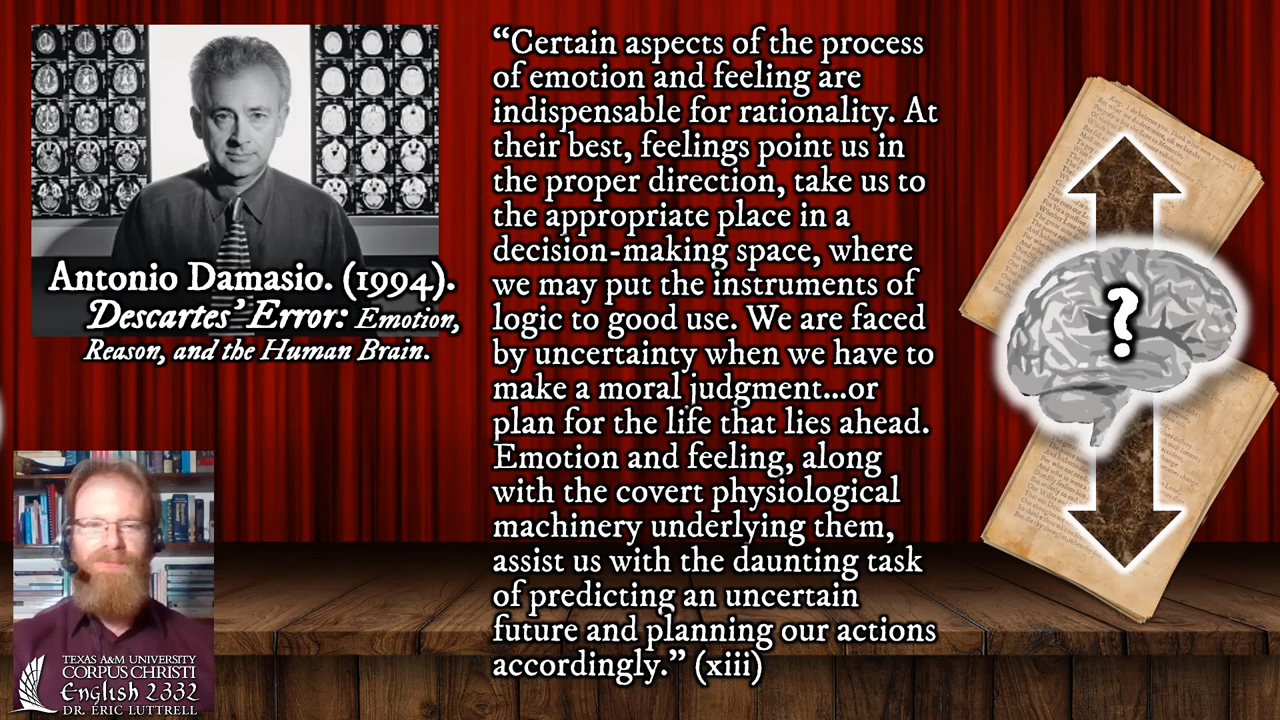 Antonio Damasio. (1994).
Descartes' Error: Emotion,
Reason, and the Human Brain.
“Certain aspects of the process
of emotion and feeling are
indispensable for rationality. At
their best, feelings point us in
the proper direction, take us to
the appropriate place in a
decision-making space, where
we may put the instruments of
logic to good use. We are faced
by uncertainty when we have to
make a moral judgment...or
plan for the life that lies ahead.
Emotion and feeling, along
with the covert physiological
machinery underlying them,
assist us with the daunting task
of predicting an uncertain
future and planning our actions
accordingly.” (xiii)
?
TEXAS A&M UNIVERSITY
CORPUS CHRISTI
English 2332
DR. ERIC LUTTRELL